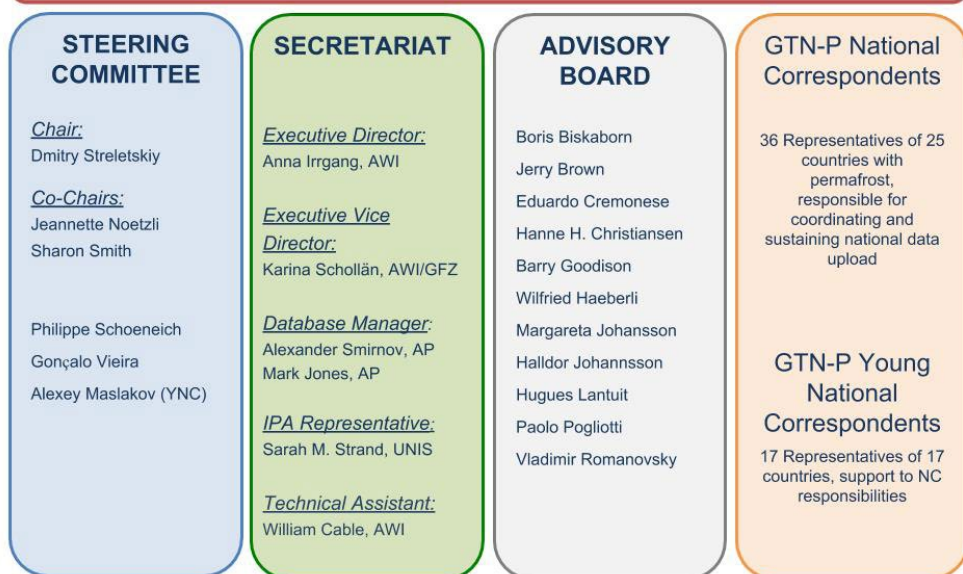 STEERING
COMMITTEE
Chair:
Dmitry Streletskiy
Co-Chairs:
Jeannette Noetzli
Sharon Smith
Philippe Schoeneich
Gonçalo Vieira
Alexey Maslakov (YNC)
SECRETARIAT
Executive Director:
Anna Irrgang, AWI
Executive Vice
Director:
Karina Schollän, AWI/GFZ
Database Manager:
Alexander Smirnov, AP
Mark Jones, AP
IPA Representative:
Sarah M. Strand, UNIS
Technical Assistant:
William Cable, AWI
ADVISORY
BOARD
Boris Biskaborn
Jerry Brown
Eduardo Cremonese
Hanne H. Christiansen
Barry Goodison
Wilfried Haeberli
Margareta Johansson
Halldor Johannsson
Hugues Lantuit
Paolo Pogliotti
Vladimir Romanovsky
GTN-P National
Correspondents
36 Representatives of 25
countries with
permafrost,
responsible for
coordinating and
sustaining national data
upload
GTN-P Young
National
Correspondents
17 Representatives of 17
countries, support to NC
responsibilities